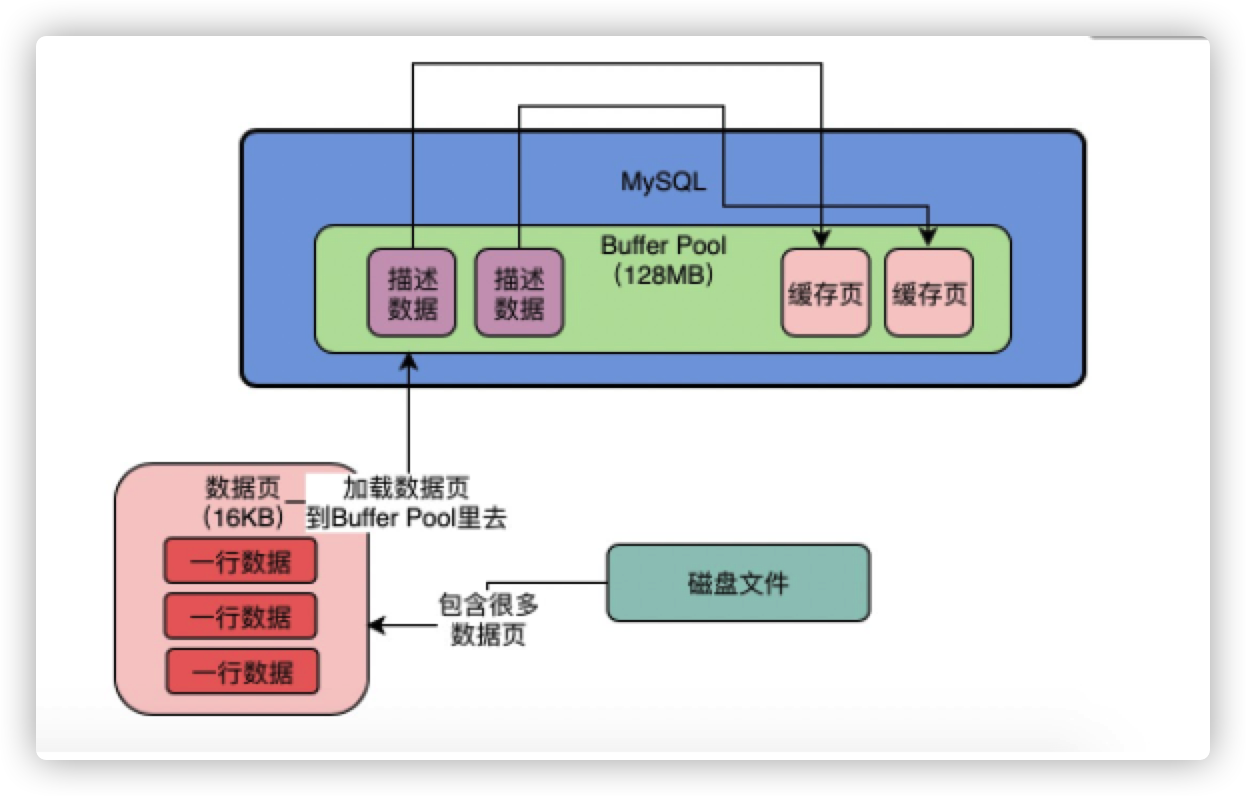 MySQL
Buffer Pool
（128MB）
描述
数据
描述
数据
缓存页
缓存页
数据页
（16KB）
加载数据页
到Buffer Pool里去
一行数据
一行数据
一行数据
磁盘文件
包含很多
数据页